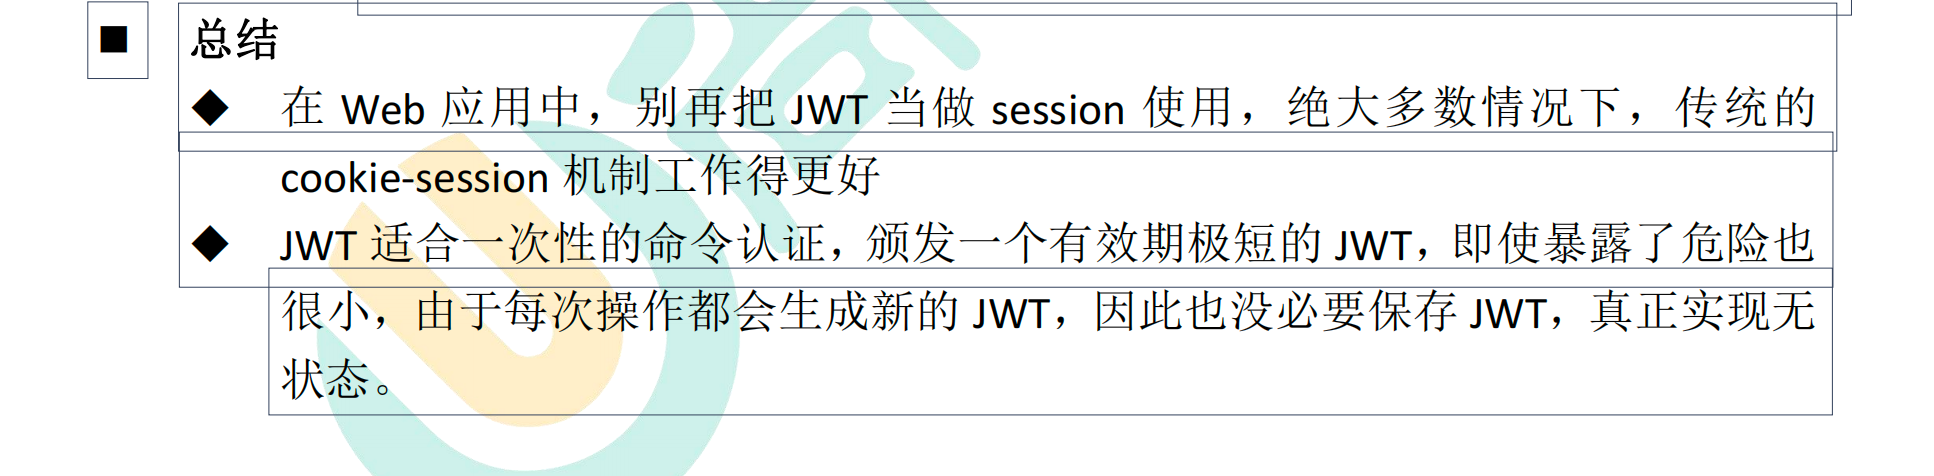 ■ 总结
◆ 在 Web 应用中，别再把 JWT 当做 session 使用，绝大多数情况下，传统的
cookie-session 机制工作得更好
◆ JWT 适合一次性的命令认证，颁发一个有效期极短的 JWT，即使暴露了危险也
很小，由于每次操作都会生成新的 JWT，因此也没必要保存 JWT，真正实现无
状态。